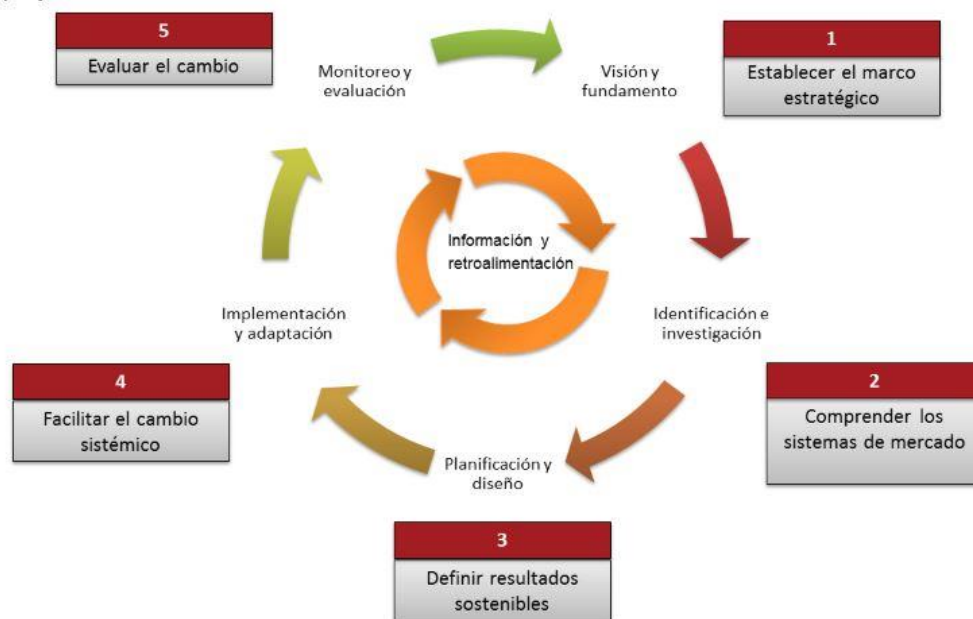 5
Evaluar el cambio
Monitoreo y
evaluación
Visión y
fundamento
1
Establecer el marco
estratégico
Información y
retroalimentación
Implementación
y adaptación
Identificación e
investigación
4
Facilitar el cambio
sistémico
2
Comprender los
sistemas de mercado
Planificación y
diseño
3
Definir resultados
sostenibles